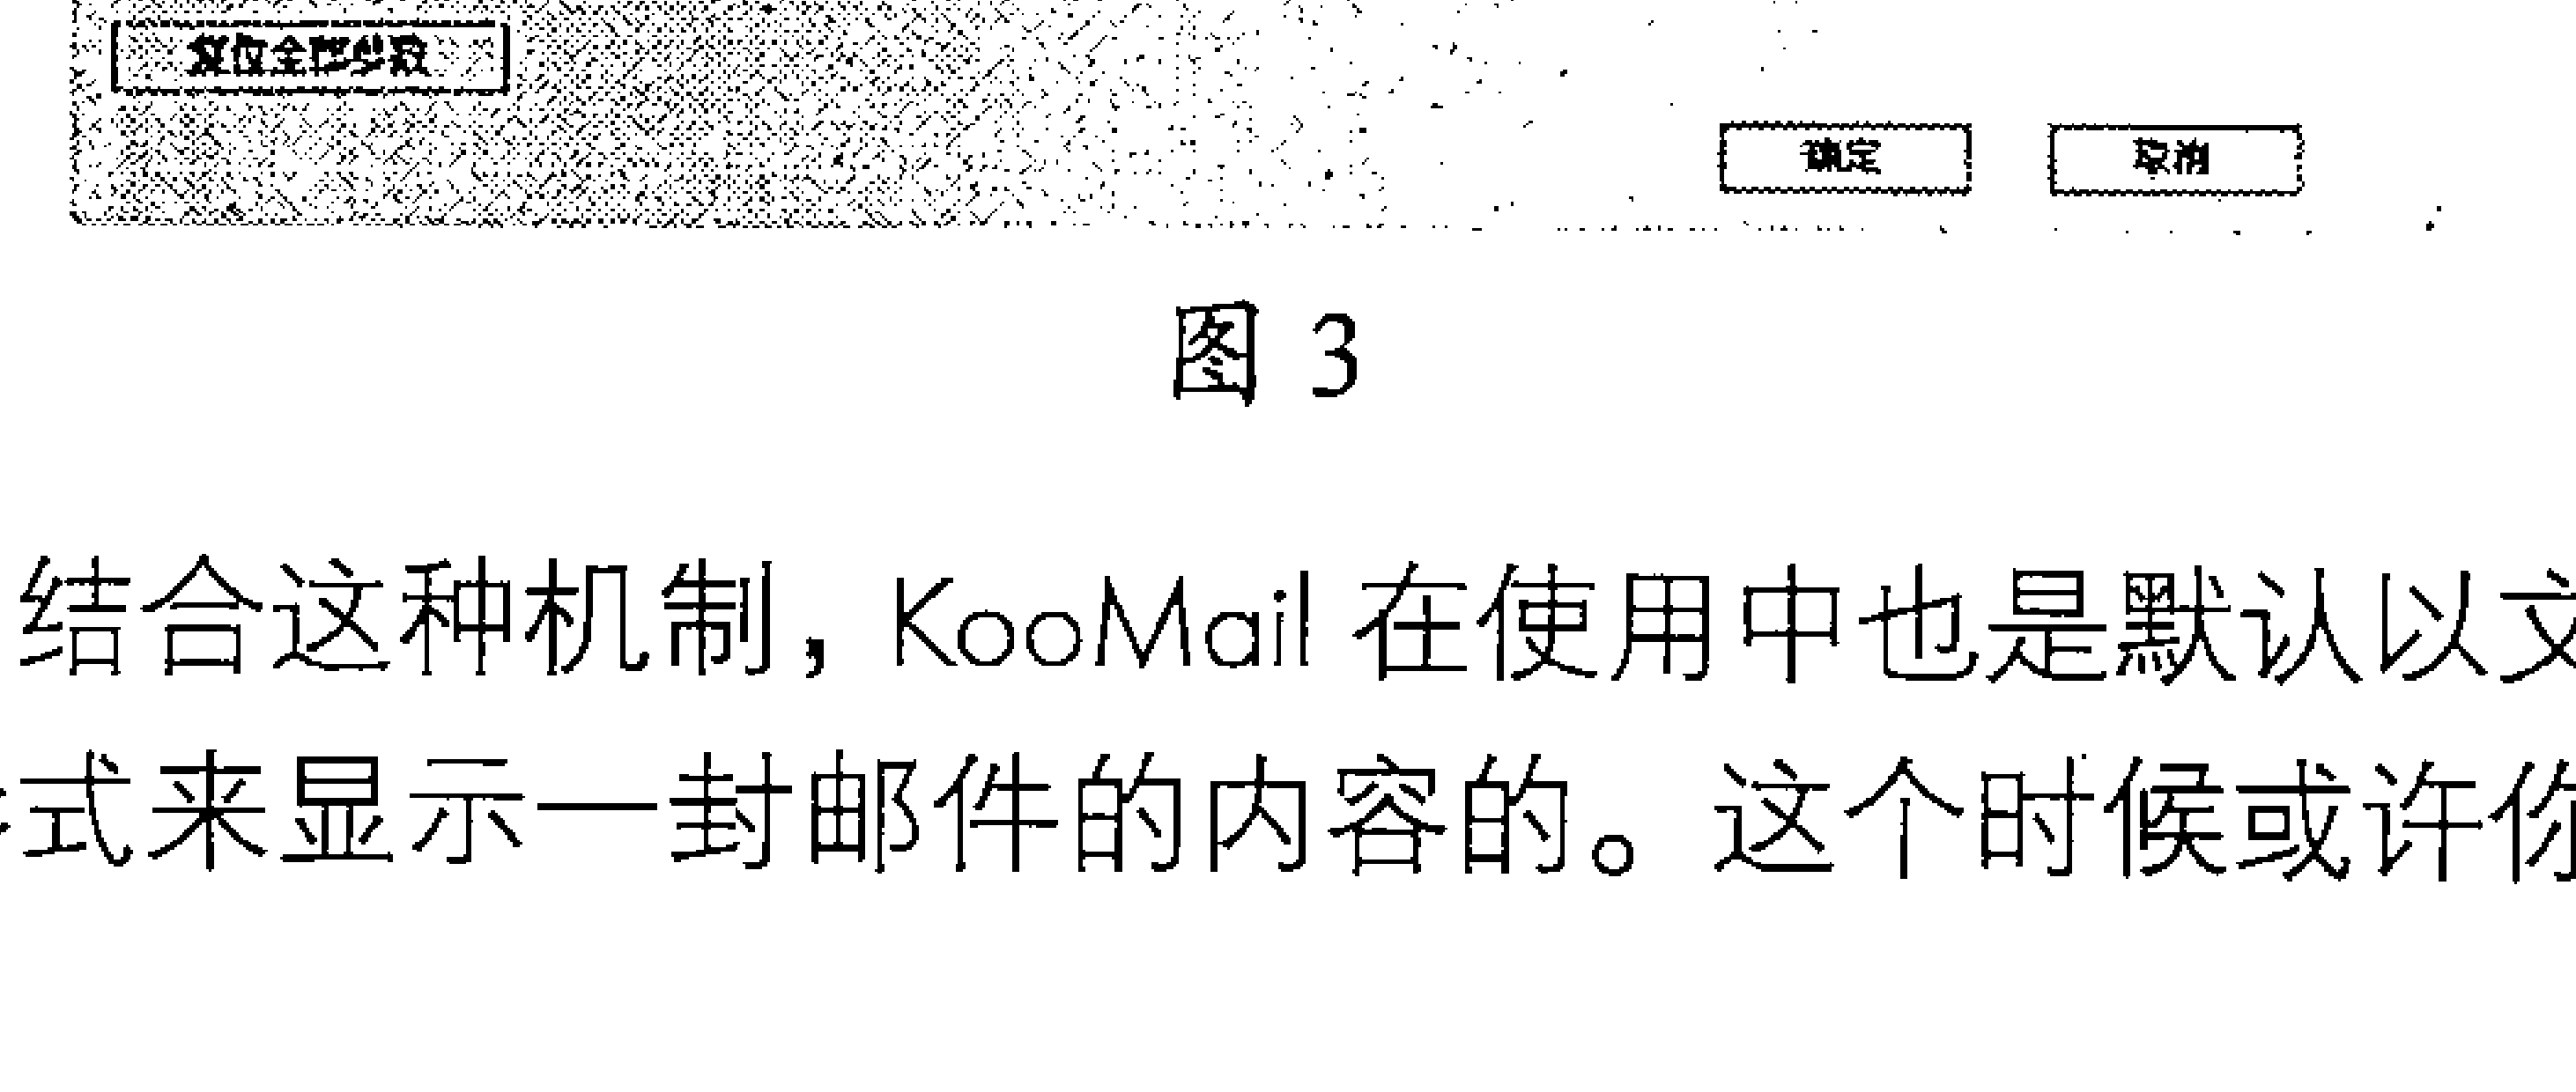 复位全部参数
确定 取消
图 3
结合这种机制，KooMail 在使用中也是默认以文
式来显示一封邮件的内容的。这个时候或许你